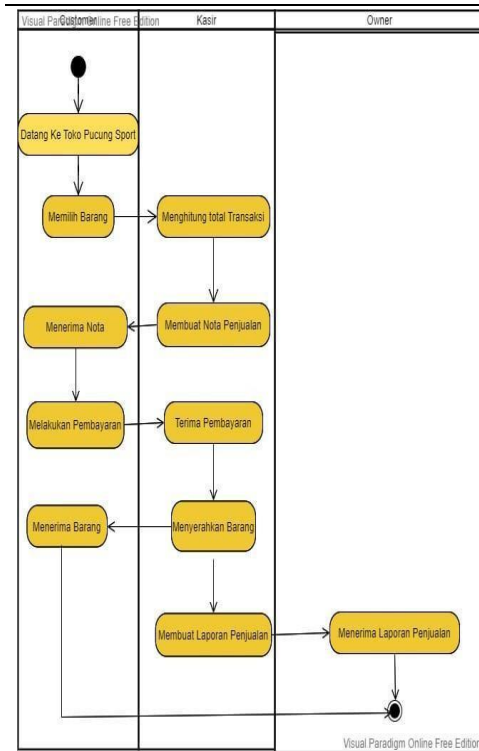 Visual Paradigm Online Free Edition
Customer
Kasir
Owner
Datang Ke Toko Pucung Sport
Memilih Barang
Menghitung total Transaksi
Menerima Nota
Membuat Nota Penjualan
Melakukan Pembayaran
Terima Pembayaran
Menerima Barang
Menyerahkan Barang
Membuat Laporan Penjualan
Menerima Laporan Penjualan
Visual Paradigm Online Free Edition